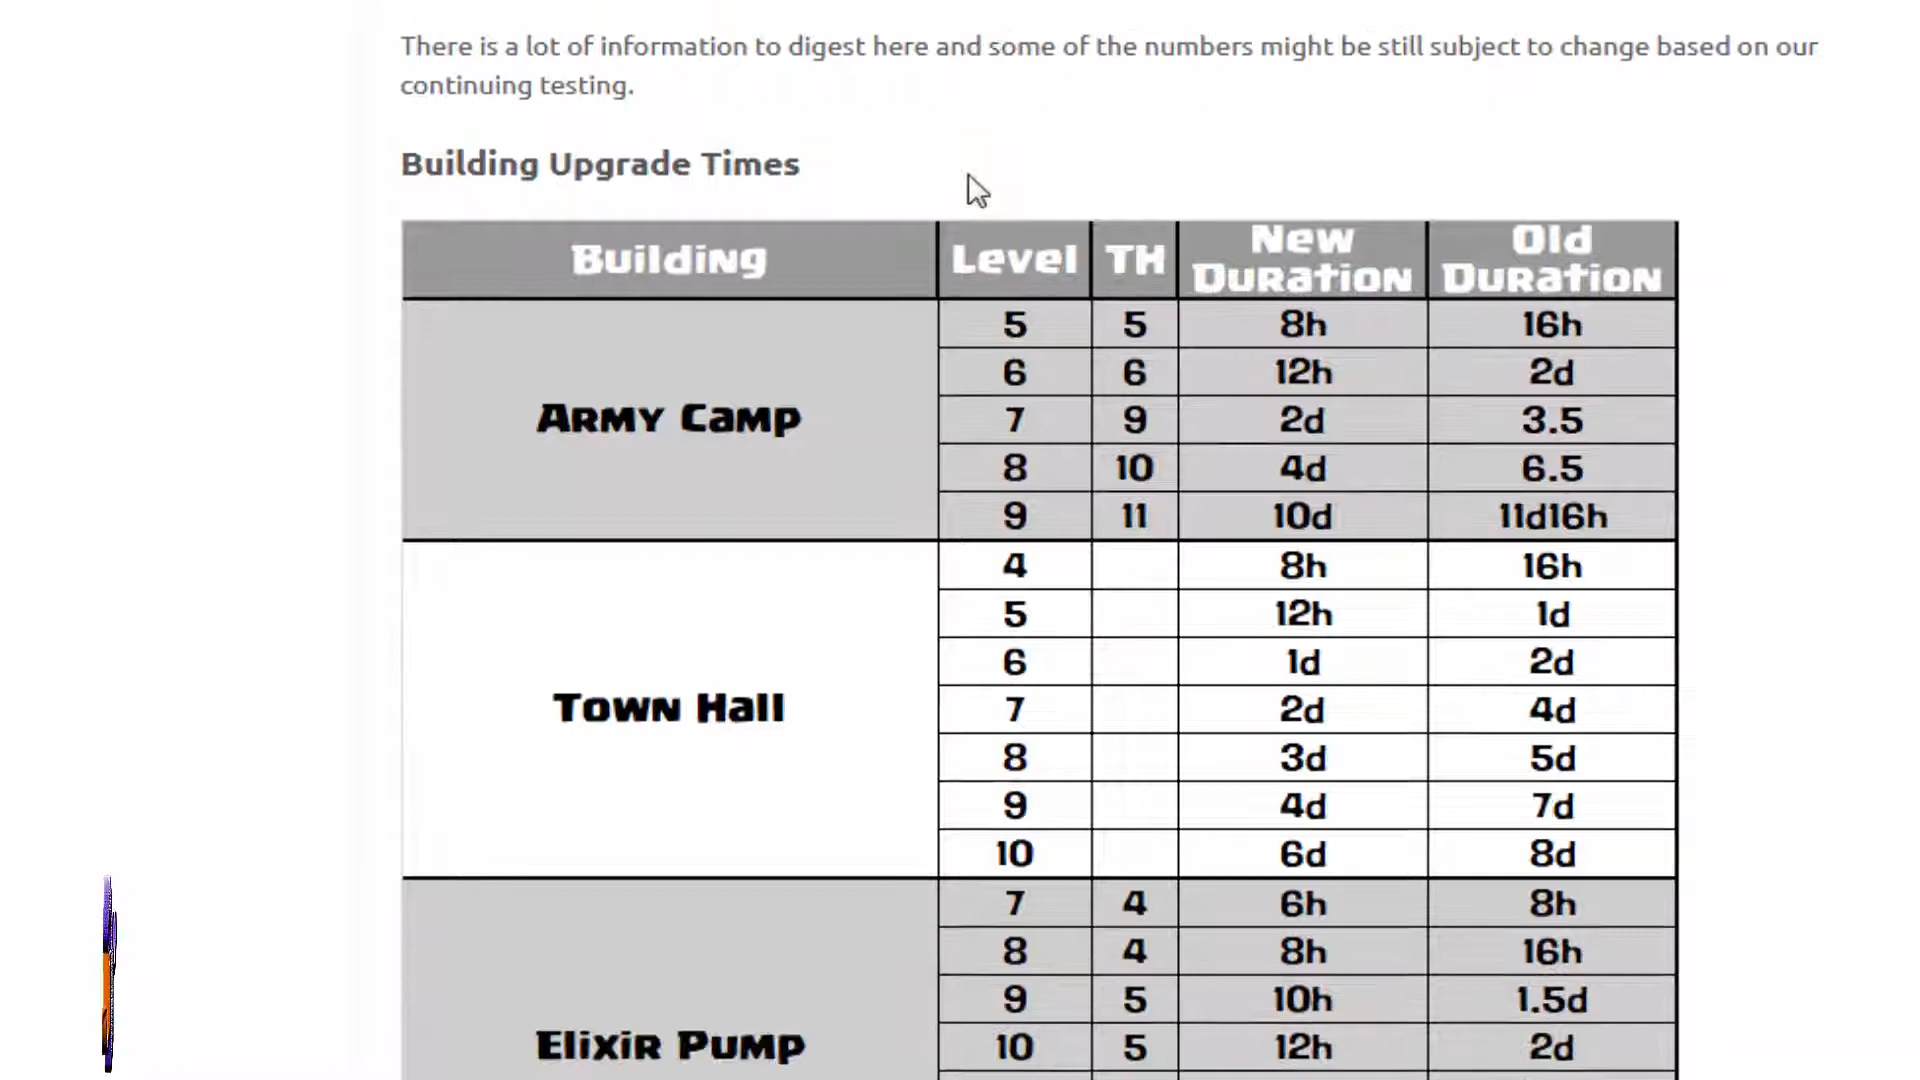 There is a lot of information to digest here and some of the numbers might be still subject to change based on our
continuing testing.
Building Upgrade Times
Building Level TH New Duration Old Duration
Army Camp
5 5 8h 16h
6 6 12h 2d
7 9 2d 3.5
8 10 4d 6.5
9 11 10d 11d16h
Town Hall
4 8h 16h
5 12h 1d
6 1d 2d
7 2d 4d
8 3d 5d
9 4d 7d
10 6d 8d
Elixir Pump
7 4 6h 8h
8 4 8h 16h
9 5 10h 1.5d
10 5 12h 2d